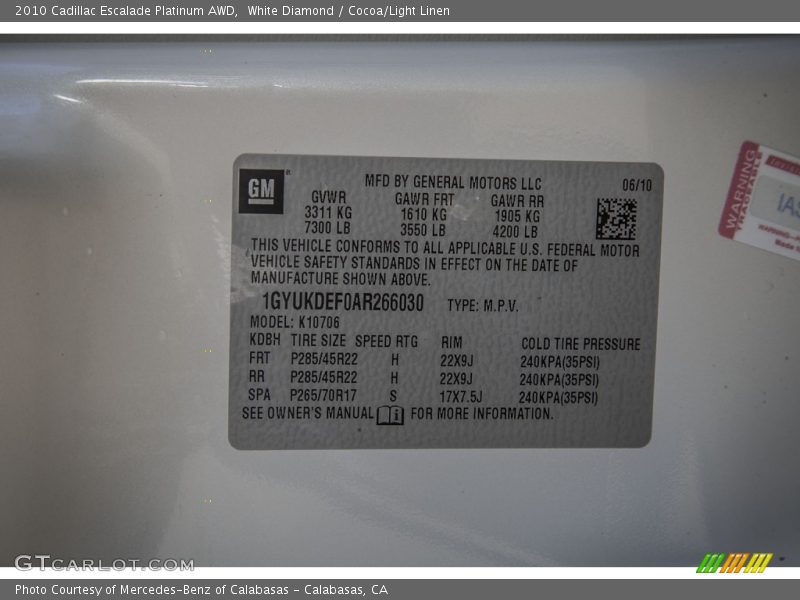 2010 Cadillac Escalade Platinum AWD,  White Diamond / Cocoa/Light Linen
GM
MFD BY GENERAL MOTORS LLC 06/10
GVWR GAWR FRT GAWR RR
3311 KG 1610 KG 1905 KG
7300 LB 3550 LB 4200 LB
THIS VEHICLE CONFORMS TO ALL APPLICABLE U.S. FEDERAL MOTOR
VEHICLE SAFETY STANDARDS IN EFFECT ON THE DATE OF
MANUFACTURE SHOWN ABOVE.
1GYUKDEF0AR266030 TYPE: M.P.V.
MODEL: K10706
KDBH TIRE SIZE SPEED RTG RIM COLD TIRE PRESSURE
FRT P285/45R22 H 22X9J 240KPA(35PSI)
RR P285/45R22 H 22X9J 240KPA(35PSI)
SPA P265/70R17 S 17X7.5J 240KPA(35PSI)
SEE OWNER'S MANUAL FOR MORE INFORMATION.
WARNING
IAS
GTCARLOT.COM
Photo Courtesy of Mercedes-Benz of Calabasas - Calabasas, CA